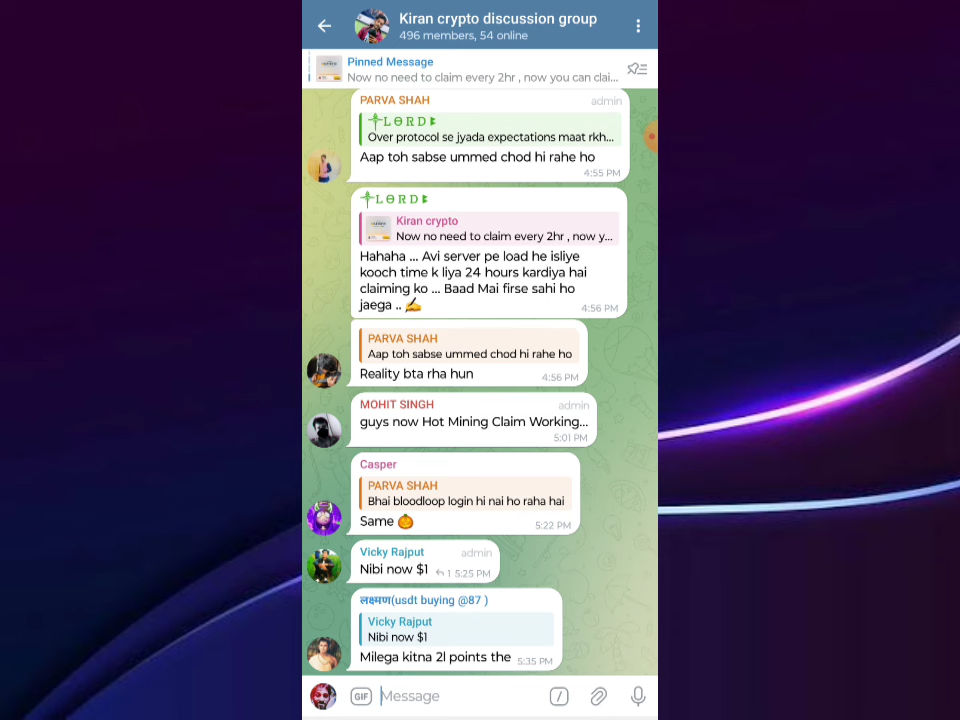 Kiran crypto discussion group
496 members, 54 online
Pinned Message
Now no need to claim every 2hr , now you can clai...
PARVA SHAH admin
LӨRD
Over protocol se jyada expectations maat rkh...
Aap toh sabse ummed chod hi rahe ho
4:55 PM
LӨRD
Kiran crypto
Now no need to claim every 2hr , now y...
Hahaha ... Avi server pe load he isliye
kooch time k liya 24 hours kardiya hai
claiming ko ... Baad Mai firse sahi ho
jaega .. ✍️ 4:56 PM
PARVA SHAH
Aap toh sabse ummed chod hi rahe ho
Reality bta rha hun 4:56 PM
MOHIT SINGH admin
guys now Hot Mining Claim Working...
5:01 PM
Casper
PARVA SHAH
Bhai bloodloop login hi nai ho raha hai
Same 🎃 5:22 PM
Vicky Rajput admin
Nibi now $1 1 5:25 PM
लक्ष्मण(usdt buying @87 )
Vicky Rajput
Nibi now $1
Milega kitna 2l points the 5:35 PM
GIF Message